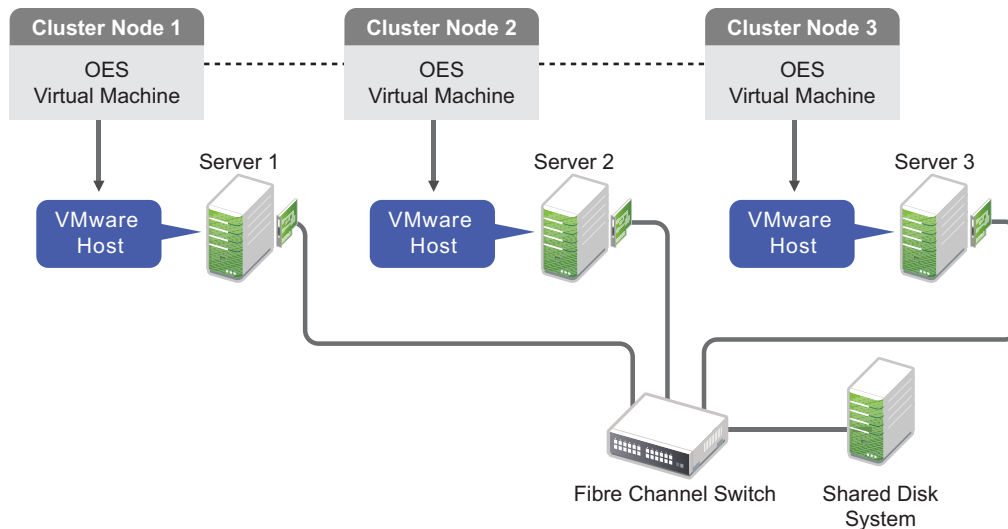 Cluster Node 1
OES
Virtual Machine
Cluster Node 2
OES
Virtual Machine
Cluster Node 3
OES
Virtual Machine
Server 1
VMware
Host
Server 2
VMware
Host
Server 3
VMware
Host
Fibre Channel Switch
Shared Disk
System